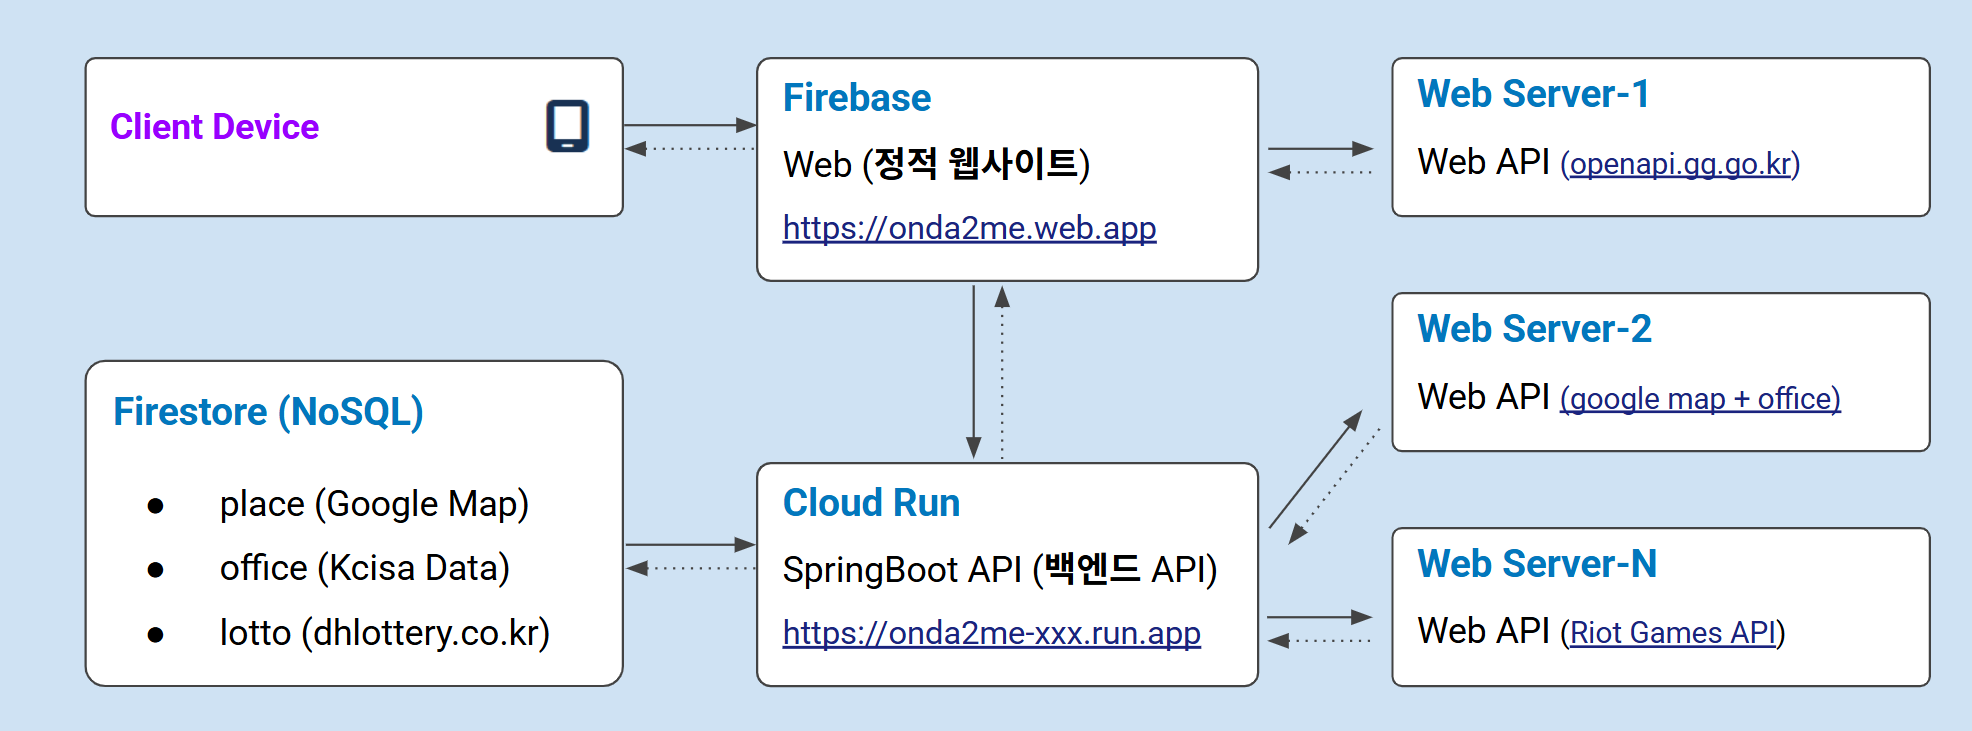 Client Device
Firebase
Web (정적 웹사이트)
https://onda2me.web.app
Web Server-1
Web API (openapi.gg.go.kr)
Web Server-2
Web API (google map + office)
Firestore (NoSQL)
● place (Google Map)
● office (Kcisa Data)
● lotto (dhlottery.co.kr)
Cloud Run
SpringBoot API (백엔드 API)
https://onda2me-xxx.run.app
Web Server-N
Web API (Riot Games API)